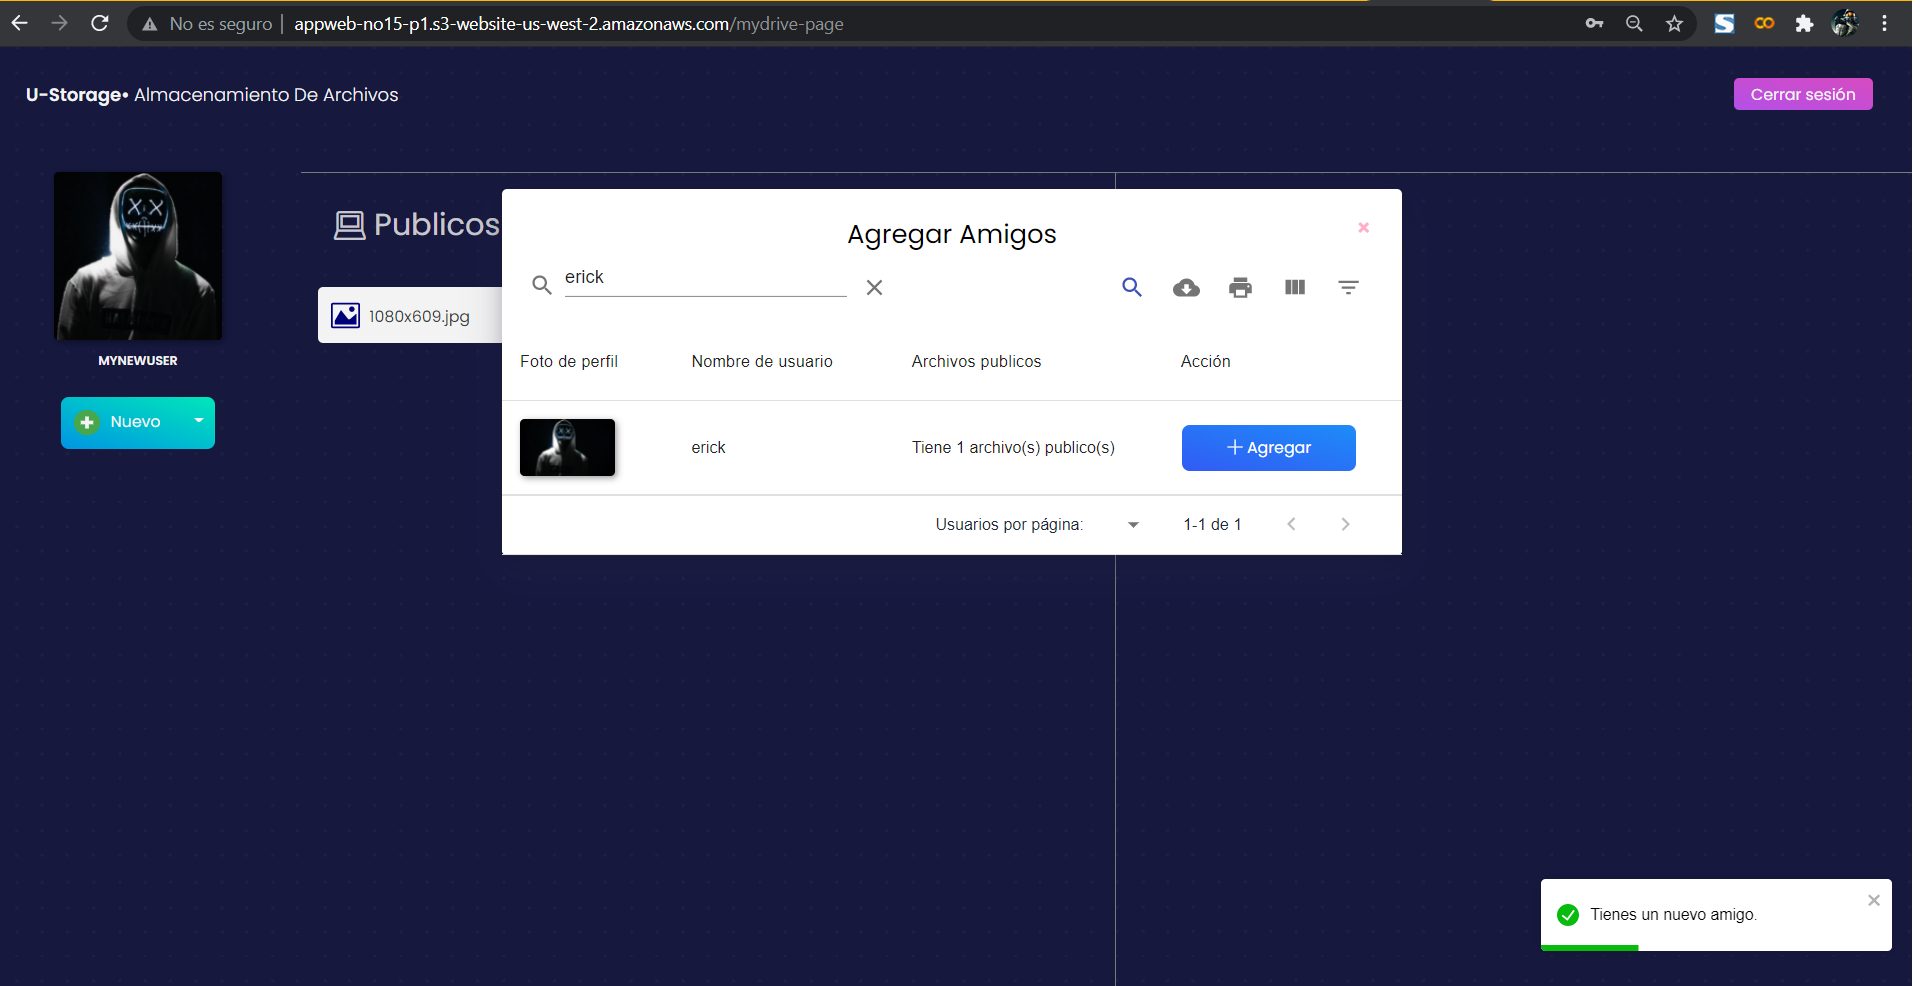 No es seguro | appweb-no15-p1.s3-website-us-west-2.amazonaws.com/mydrive-page
U-Storage• Almacenamiento De Archivos
Cerrar sesión
MYNEWUSER
Nuevo
Publicos
1080x609.jpg
Agregar Amigos
erick
Foto de perfil Nombre de usuario Archivos publicos Acción
erick Tiene 1 archivo(s) publico(s) Agregar
Usuarios por página: 1-1 de 1
Tienes un nuevo amigo.